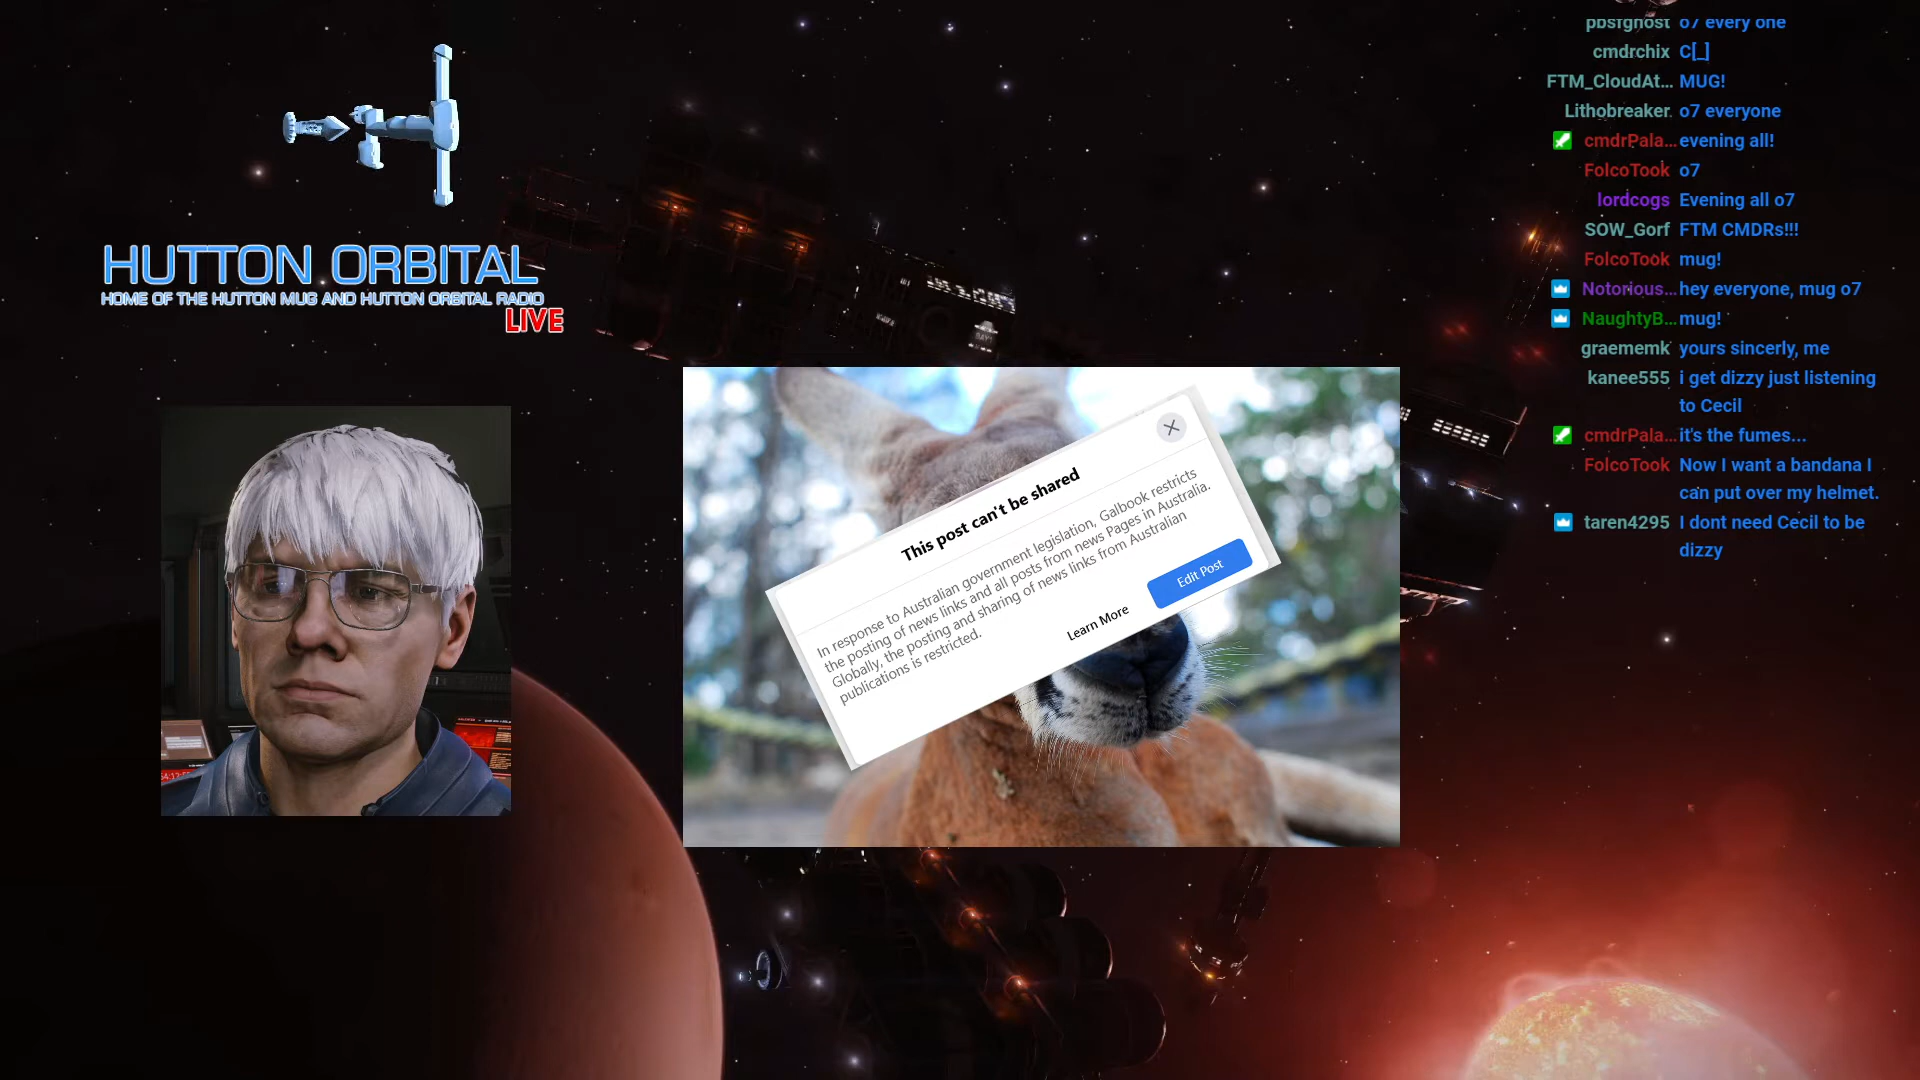 HUTTON ORBITAL
HOME OF THE HUTTON MUG AND HUTTON ORBITAL RADIO
LIVE
This post can't be shared
In response to Australian government legislation, Galbook restricts
the posting of news links and all posts from news Pages in Australia.
Globally, the posting and sharing of news links from Australian
publications is restricted.
Learn More
Edit Post
pbsfghost o7 every one
cmdrchix C[_]
FTM_CloudAt… MUG!
Lithobreaker o7 everyone
cmdrPala… evening all!
FolcoTook o7
lordcogs Evening all o7
SOW_Gorf FTM CMDRs!!!
FolcoTook mug!
Notorious… hey everyone, mug o7
NaughtyB… mug!
graememk yours sincerely, me
kanee555 i get dizzy just listening
to Cecil
cmdrPala… it's the fumes...
FolcoTook Now I want a bandana I
can put over my helmet.
taren4295 I dont need Cecil to be
dizzy